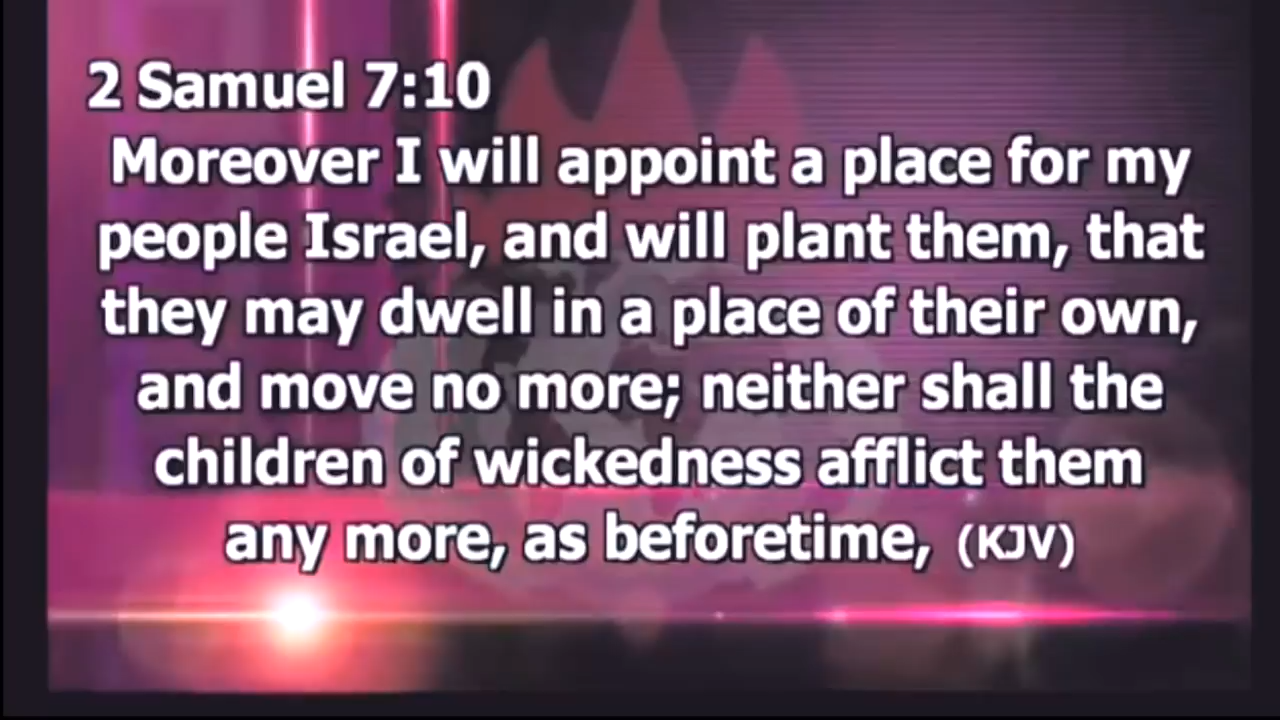 2 Samuel 7:10
Moreover I will appoint a place for my
people Israel, and will plant them, that
they may dwell in a place of their own,
and move no more; neither shall the
children of wickedness afflict them
any more, as beforetime, (KJV)